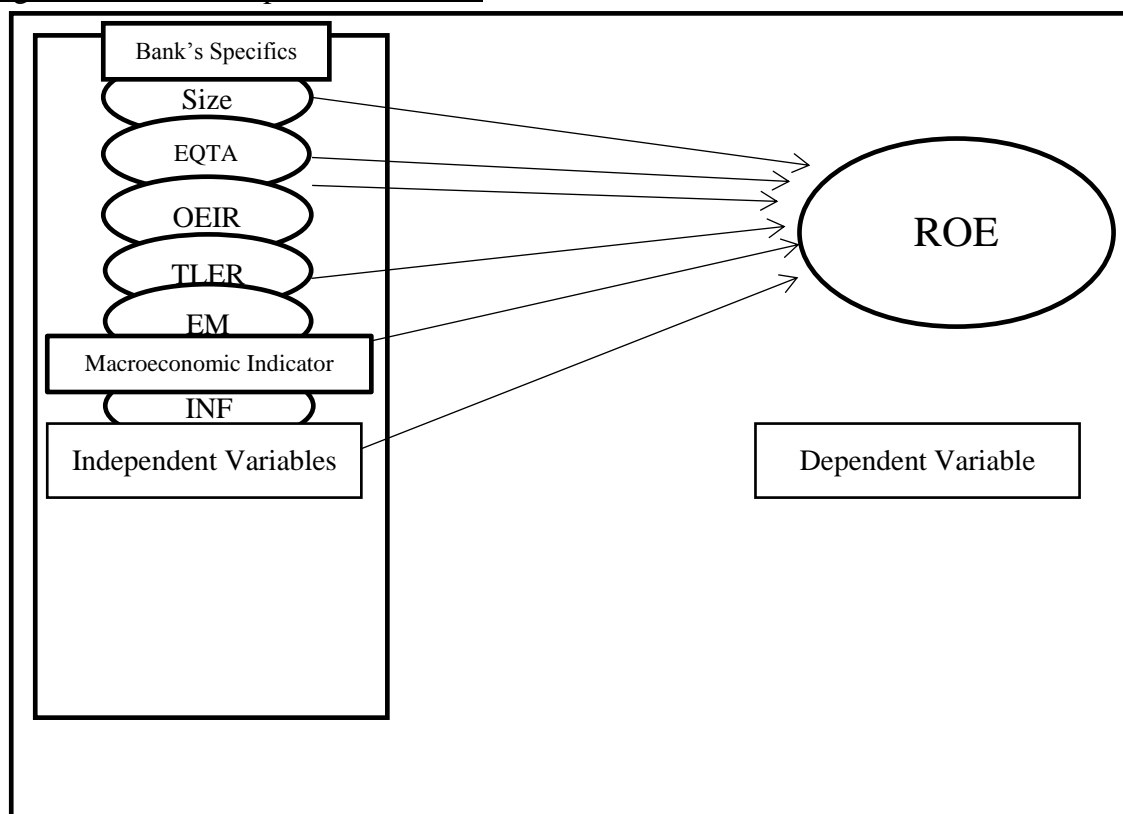 Bank's Specifics
Size
EQTA
OEIR
TLER
EM
Macroeconomic Indicator
INF
Independent Variables
ROE
Dependent Variable